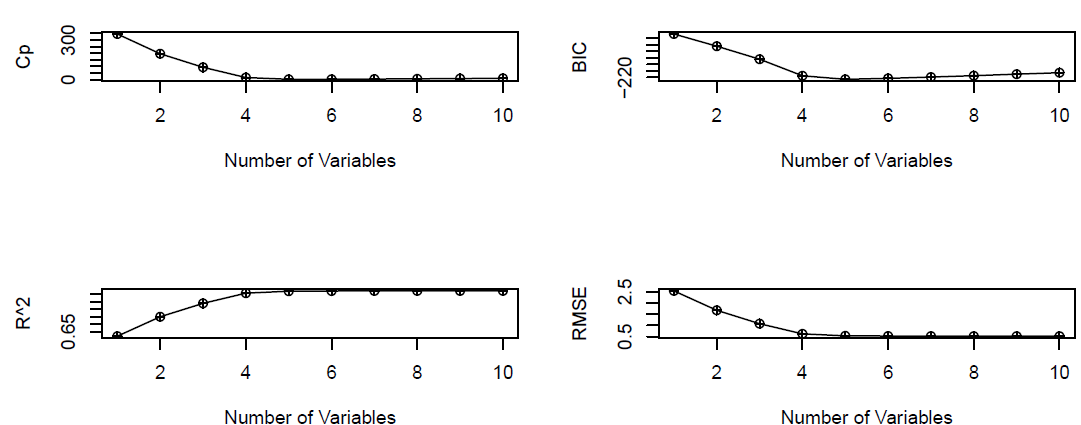 Cp
300
0
2 4 6 8 10
Number of Variables
BIC
−220
2 4 6 8 10
Number of Variables
R^2
0.65
2 4 6 8 10
Number of Variables
RMSE
2.5
0.5
2 4 6 8 10
Number of Variables